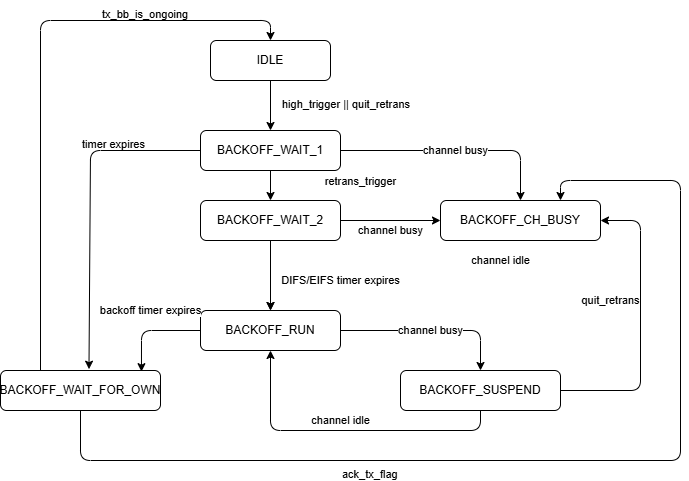 tx_bb_is_ongoing
IDLE
high_trigger || quit_retrans
timer expires
BACKOFF_WAIT_1
channel busy
retrans_trigger
BACKOFF_WAIT_2
channel busy
BACKOFF_CH_BUSY
channel idle
DIFS/EIFS timer expires
quit_retrans
backoff timer expires
BACKOFF_RUN
channel busy
BACKOFF_WAIT_FOR_OWN
BACKOFF_SUSPEND
channel idle
ack_tx_flag